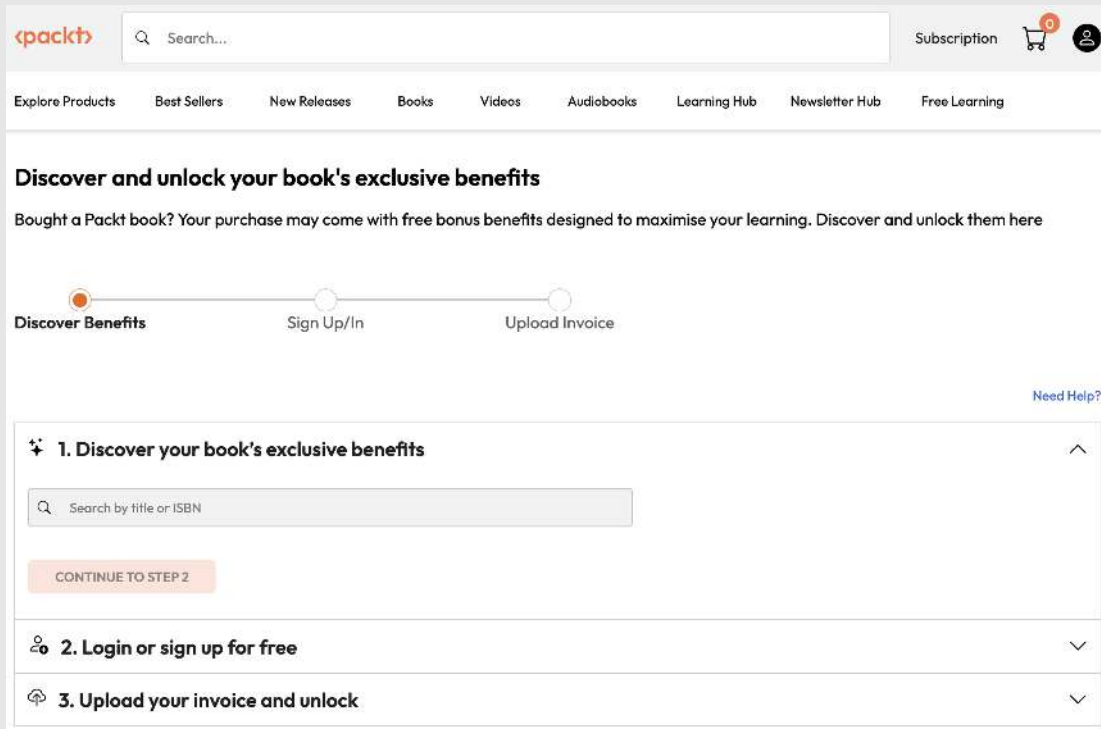 <packt>
Search...
Subscription
0
Explore Products Best Sellers New Releases Books Videos Audiobooks Learning Hub Newsletter Hub Free Learning
Discover and unlock your book's exclusive benefits
Bought a Packt book? Your purchase may come with free bonus benefits designed to maximise your learning. Discover and unlock them here
Discover Benefits Sign Up/In Upload Invoice
Need Help?
1. Discover your book's exclusive benefits
Search by title or ISBN
CONTINUE TO STEP 2
2. Login or sign up for free
3. Upload your invoice and unlock